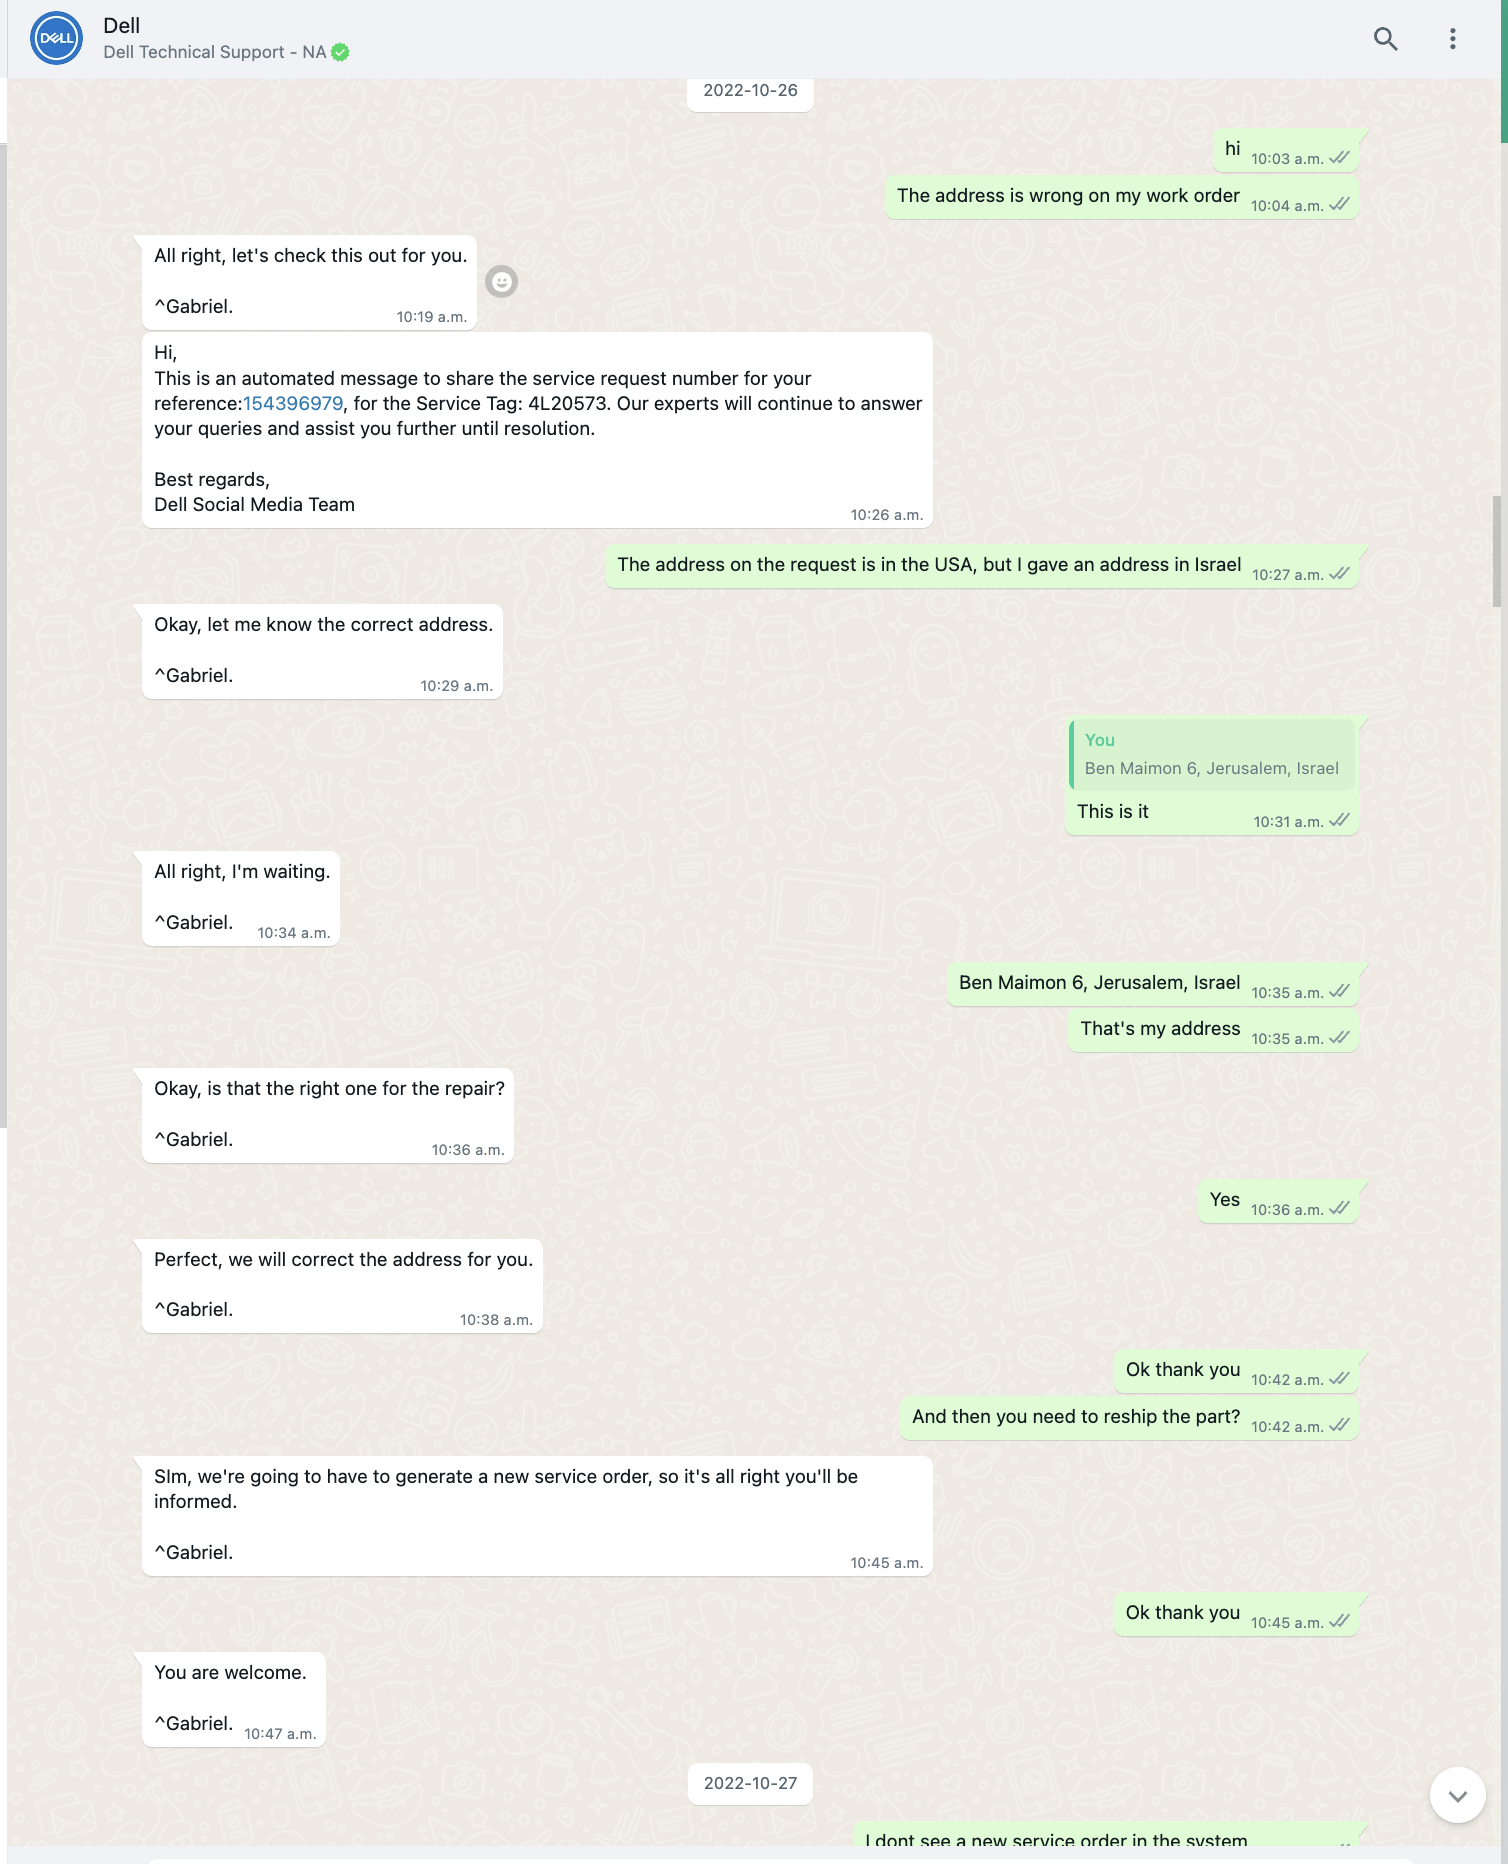 DELL
Dell
Dell Technical Support - NA
2022-10-26
hi
10:03 a.m.
The address is wrong on my work order
10:04 a.m.
All right, let's check this out for you.
^Gabriel.
10:19 a.m.
Hi,
This is an automated message to share the service request number for your
reference:154396979, for the Service Tag: 4L20573. Our experts will continue to answer
your queries and assist you further until resolution.
Best regards,
Dell Social Media Team
10:26 a.m.
The address on the request is in the USA, but I gave an address in Israel
10:27 a.m.
Okay, let me know the correct address.
^Gabriel.
10:29 a.m.
You
Ben Maimon 6, Jerusalem, Israel
This is it
10:31 a.m.
All right, I'm waiting.
^Gabriel.
10:34 a.m.
Ben Maimon 6, Jerusalem, Israel
10:35 a.m.
That's my address
10:35 a.m.
Okay, is that the right one for the repair?
^Gabriel.
10:36 a.m.
Yes
10:36 a.m.
Perfect, we will correct the address for you.
^Gabriel.
10:38 a.m.
Ok thank you
10:42 a.m.
And then you need to reship the part?
10:42 a.m.
SIm, we're going to have to generate a new service order, so it's all right you'll be
informed.
^Gabriel.
10:45 a.m.
Ok thank you
10:45 a.m.
You are welcome.
^Gabriel.
10:47 a.m.
2022-10-27
I dont see a new service order in the system